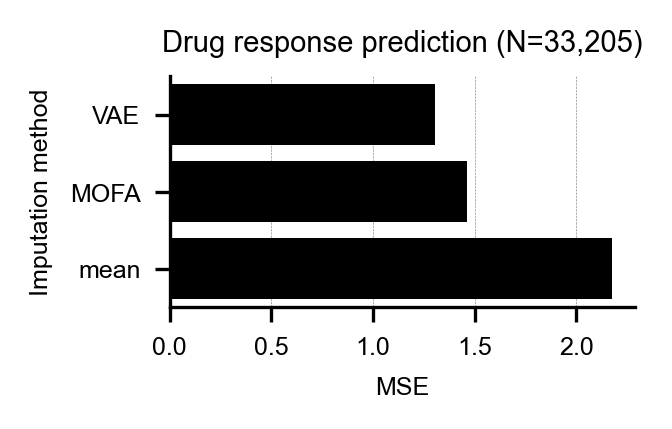 Drug response prediction (N=33,205)
Imputation method
VAE
MOFA
mean
0.0 0.5 1.0 1.5 2.0
MSE